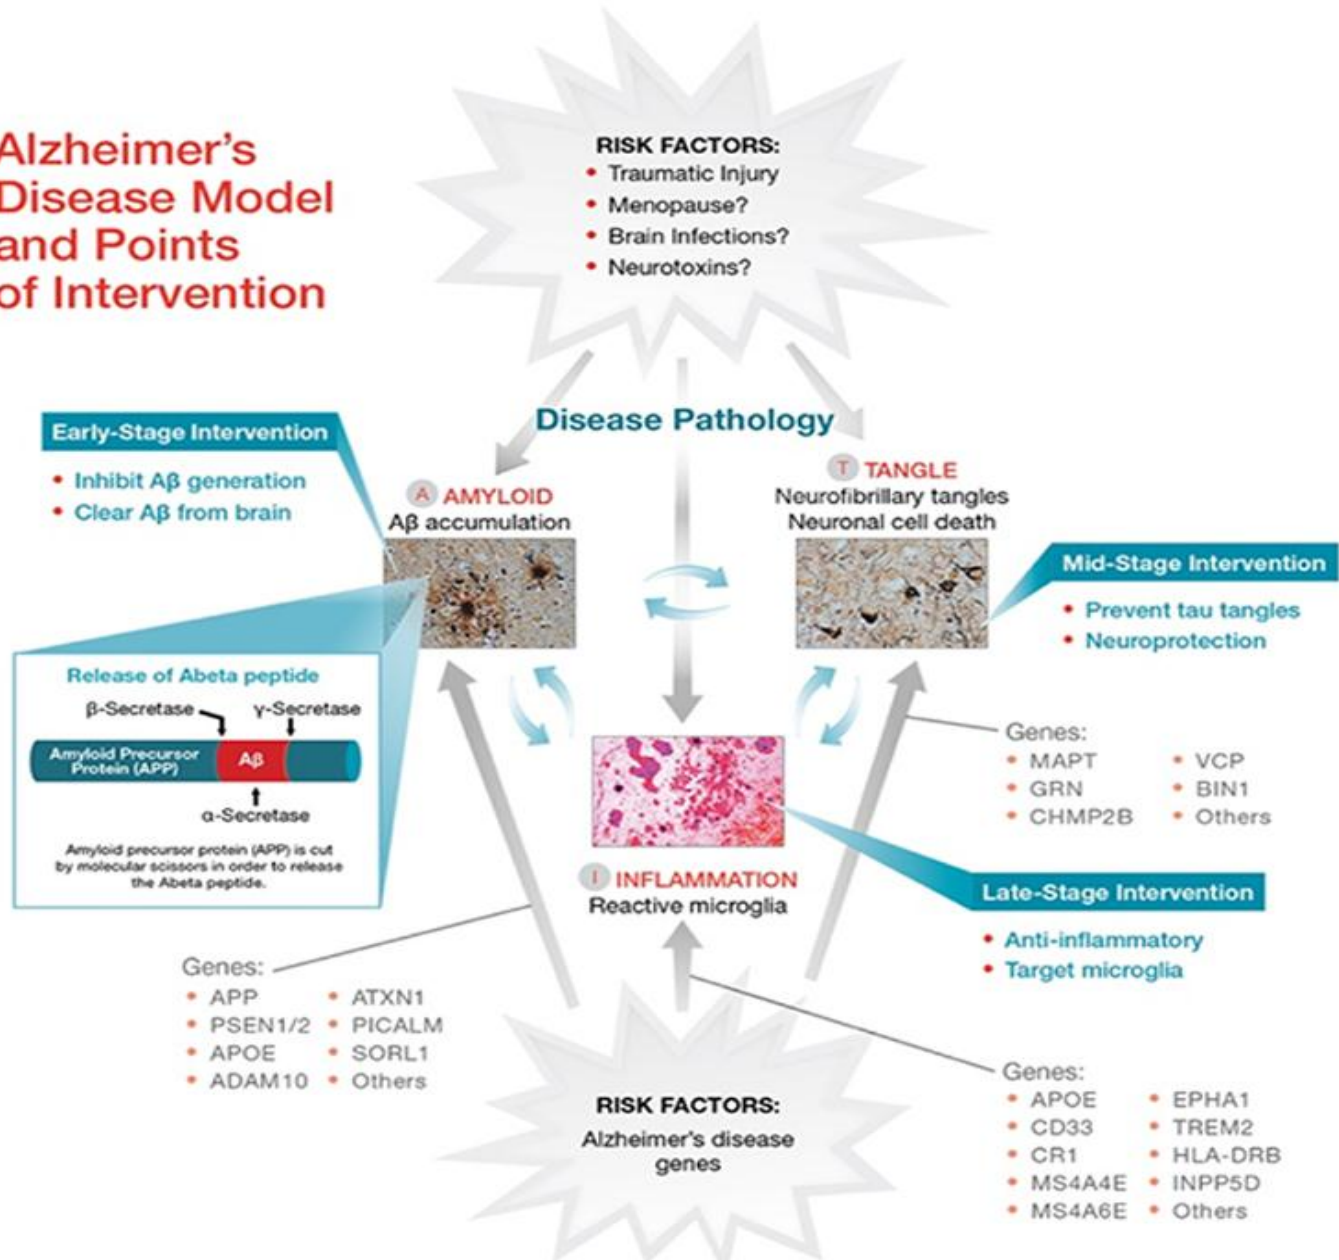 Alzheimer's
Disease Model
and Points
of Intervention
RISK FACTORS:
• Traumatic Injury
• Menopause?
• Brain Infections?
• Neurotoxins?
Disease Pathology
Early-Stage Intervention
• Inhibit Aβ generation
• Clear Aβ from brain
A AMYLOID
Aβ accumulation
T TANGLE
Neurofibrillary tangles
Neuronal cell death
Mid-Stage Intervention
• Prevent tau tangles
• Neuroprotection
Release of Abeta peptide
β-Secretase
γ-Secretase
Amyloid Precursor
Protein (APP)
Aβ
α-Secretase
Amyloid precursor protein (APP) is cut
by molecular scissors in order to release
the Abeta peptide.
Genes:
• MAPT
• GRN
• CHMP2B
• VCP
• BIN1
• Others
I INFLAMMATION
Reactive microglia
Late-Stage Intervention
• Anti-inflammatory
• Target microglia
Genes:
• APP
• PSEN1/2
• APOE
• ADAM10
• ATXN1
• PICALM
• SORL1
• Others
RISK FACTORS:
Alzheimer's disease
genes
Genes:
• APOE
• CD33
• CR1
• MS4A4E
• MS4A6E
• EPHA1
• TREM2
• HLA-DRB
• INPP5D
• Others